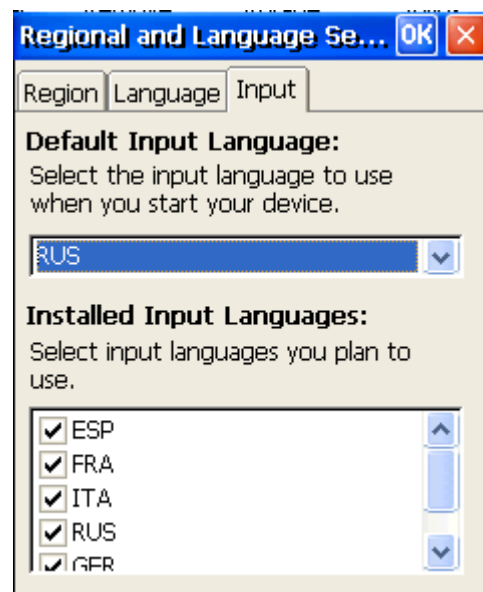 Regional and Language Se... OK
Region Language Input
Default Input Language:
Select the input language to use
when you start your device.
RUS
Installed Input Languages:
Select input languages you plan to
use.
ESP
FRA
ITA
RUS
GER